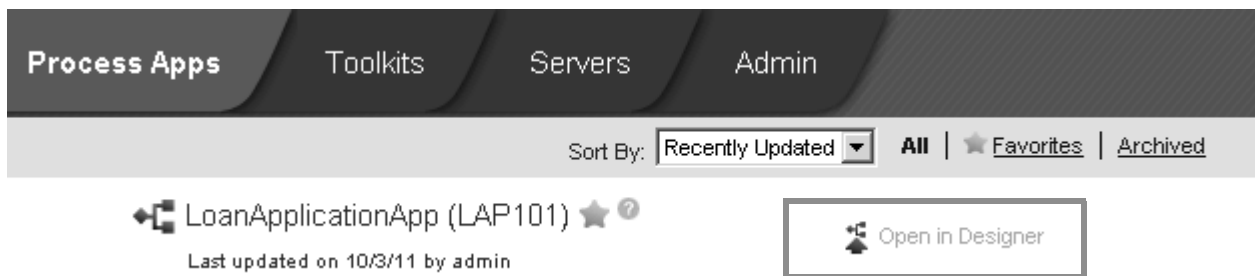 Process Apps Toolkits Servers Admin
Sort By: Recently Updated All | Favorites | Archived
LoanApplicationApp (LAP101) ? Open in Designer
Last updated on 10/3/11 by admin